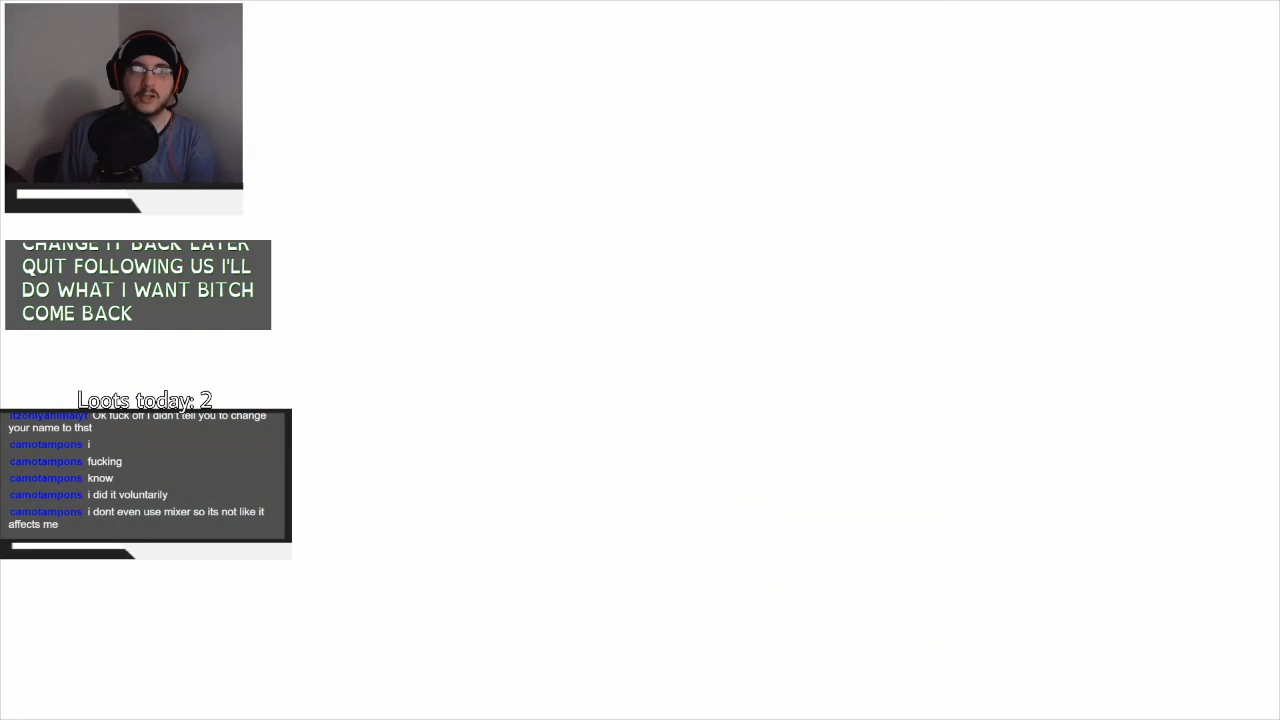 CHANGE IT BACK LATER
QUIT FOLLOWING US I'LL
DO WHAT I WANT BITCH
COME BACK
Loots today: 2
Ok fuck off I didn't tell you to change
your name to thst
camotampons i
camotampons fucking
camotampons know
camotampons i did it voluntarily
camotampons i dont even use mixer so its not like it
affects me